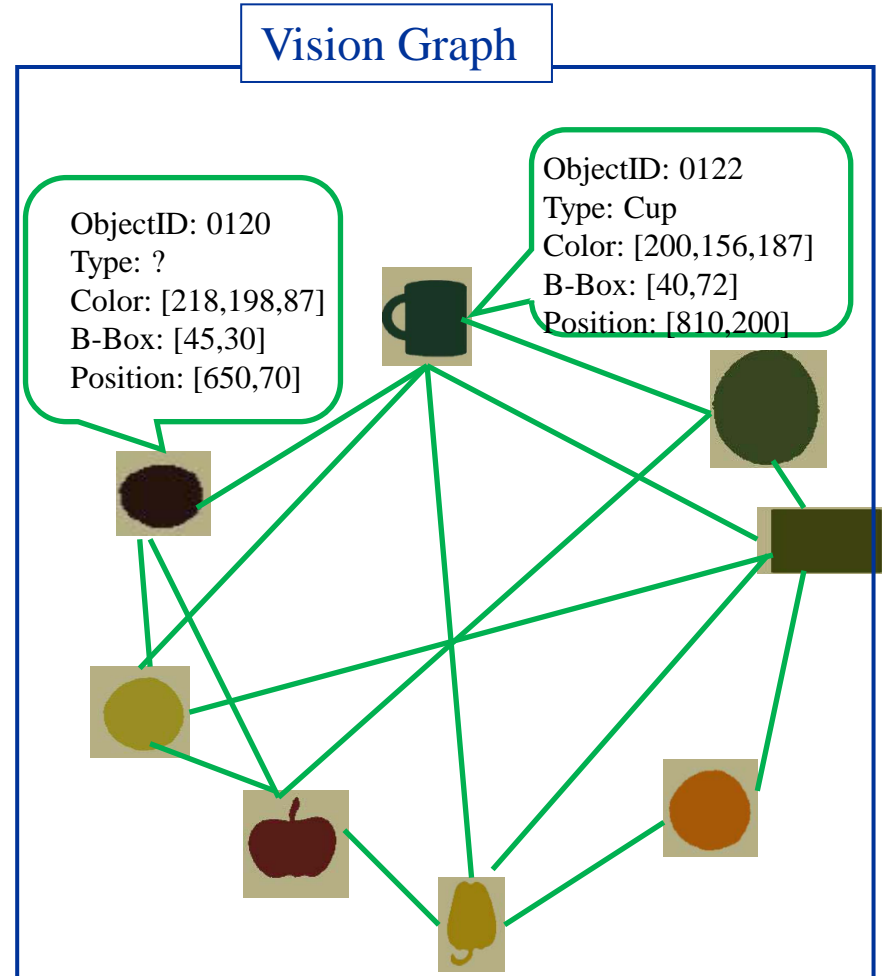 Vision Graph
ObjectID: 0120
Type: ?
Color: [218,198,87]
B-Box: [45,30]
Position: [650,70]
ObjectID: 0122
Type: Cup
Color: [200,156,187]
B-Box: [40,72]
Position: [810,200]